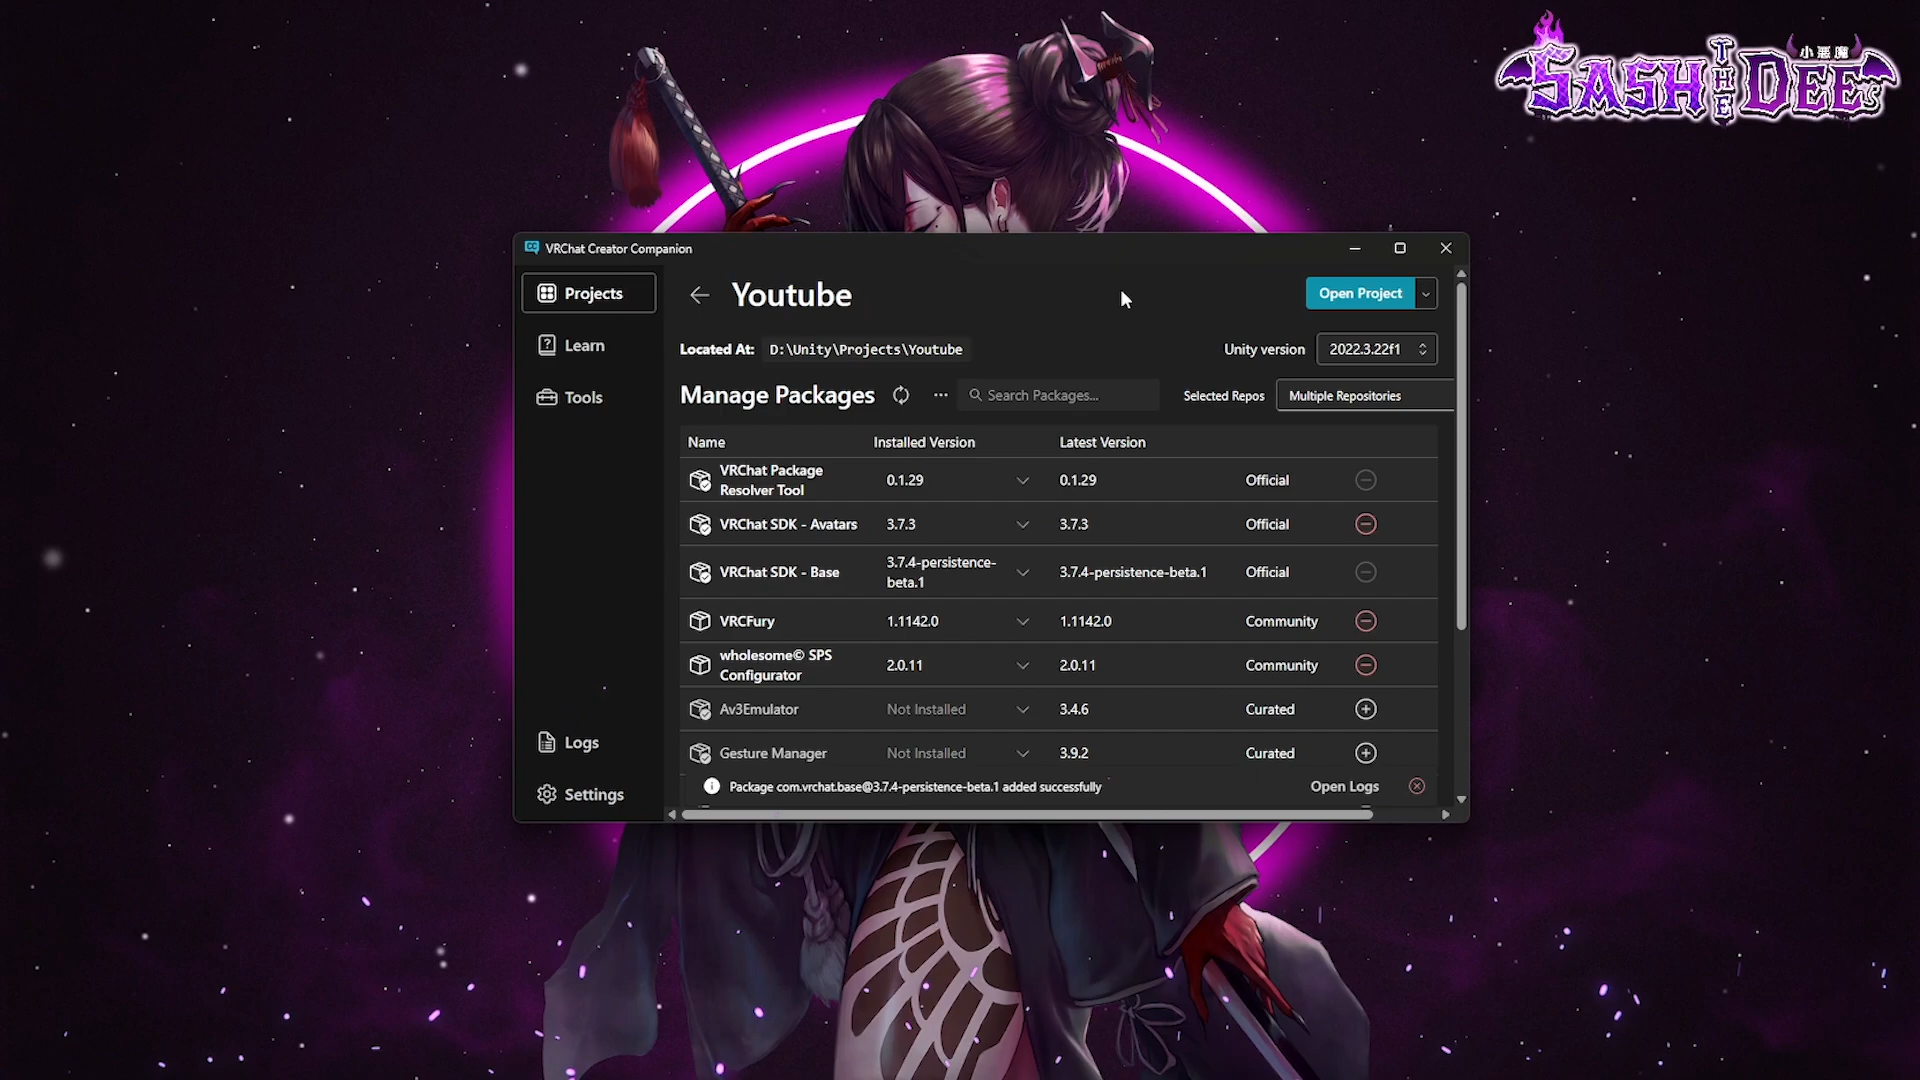 小悪魔
SASH THE DEE'S
VRChat Creator Companion
Projects
Youtube
Open Project
Learn
Located At: D:\Unity\Projects\Youtube
Unity version 2022.3.22f1
Tools
Manage Packages
Search Packages...
Selected Repos Multiple Repositories
Name Installed Version Latest Version
VRChat Package
Resolver Tool
0.1.29 0.1.29 Official
VRChat SDK - Avatars 3.7.3 3.7.3 Official
VRChat SDK - Base
3.7.4-persistence-
beta.1
3.7.4-persistence-beta.1 Official
VRCFury 1.1142.0 1.1142.0 Community
wholesome© SPS
Configurator
2.0.11 2.0.11 Community
Av3Emulator Not Installed 3.4.6 Curated
Gesture Manager Not Installed 3.9.2 Curated
Logs
Package com.vrchat.base@3.7.4-persistence-beta.1 added successfully
Open Logs
Settings